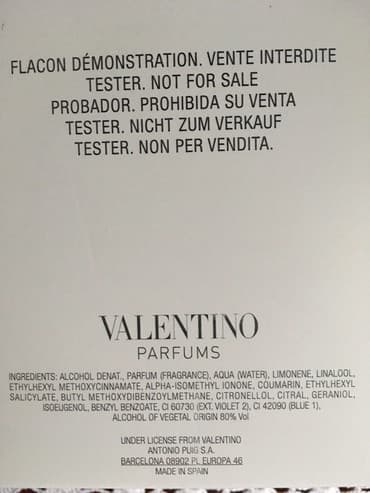 FLACON DÉMONSTRATION. VENTE INTERDITE
TESTER. NOT FOR SALE
PROBADOR. PROHIBIDA SU VENTA
TESTER. NICHT ZUM VERKAUF
TESTER. NON PER VENDITA.
VALENTINO
PARFUMS
INGREDIENTS: ALCOHOL DENAT., PARFUM (FRAGRANCE), AQUA (WATER), LIMONENE, LINALOOL,
ETHYLHEXYL METHOXYCINNAMATE, ALPHA-ISOMETHYL IONONE, COUMARIN, ETHYLHEXYL
SALICYLATE, BUTYL METHOXYDIBENZOYLMETHANE, CITRONELLOL, CITRAL, GERANIOL,
ISOEUGENOL, BENZYL BENZOATE, CI 60730 (EXT. VIOLET 2), CI 42090 (BLUE 1),
ALCOHOL OF VEGETAL ORIGIN 80% Vol
UNDER LICENSE FROM VALENTINO
ANTONIO PUIG S.A.
BARCELONA 08902 PL EUROPA 46
MADE IN SPAIN